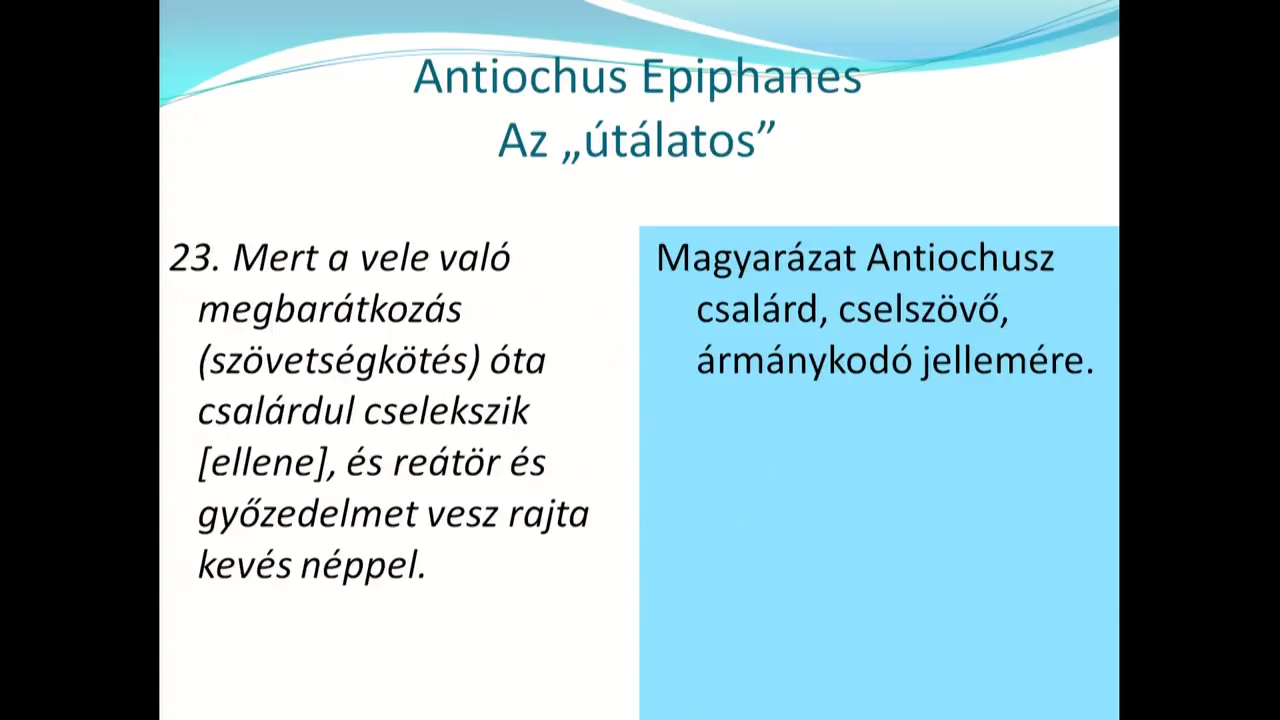 Antiochus Epiphanes
Az „útálatos”
23. Mert a vele való
megbarátkozás
(szövetségkötés) óta
csalárdul cselekszik
[ellene], és reátör és
győzedelmet vesz rajta
kevés néppel.
Magyarázat Antiochusz
csalárd, cselszövő,
ármánykodó jellemére.